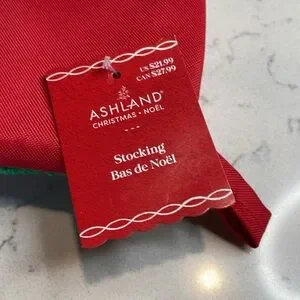 US $21.99
CAN $27.99
ASHLAND®
CHRISTMAS • NOËL
Stocking
Bas de Noël